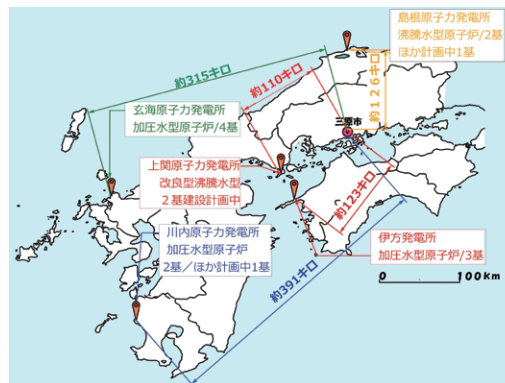 島根原子力発電所
沸騰水型原子炉/2基
ほか計画中1基
約315キロ
約110キロ
約126キロ
玄海原子力発電所
加圧水型原子炉/4基
三原市
上関原子力発電所
改良型沸騰水型
2基建設計画中
約123キロ
川内原子力発電所
加圧水型原子炉
2基／ほか計画中1基
伊方発電所
加圧水型原子炉/3基
約391キロ
0 100km